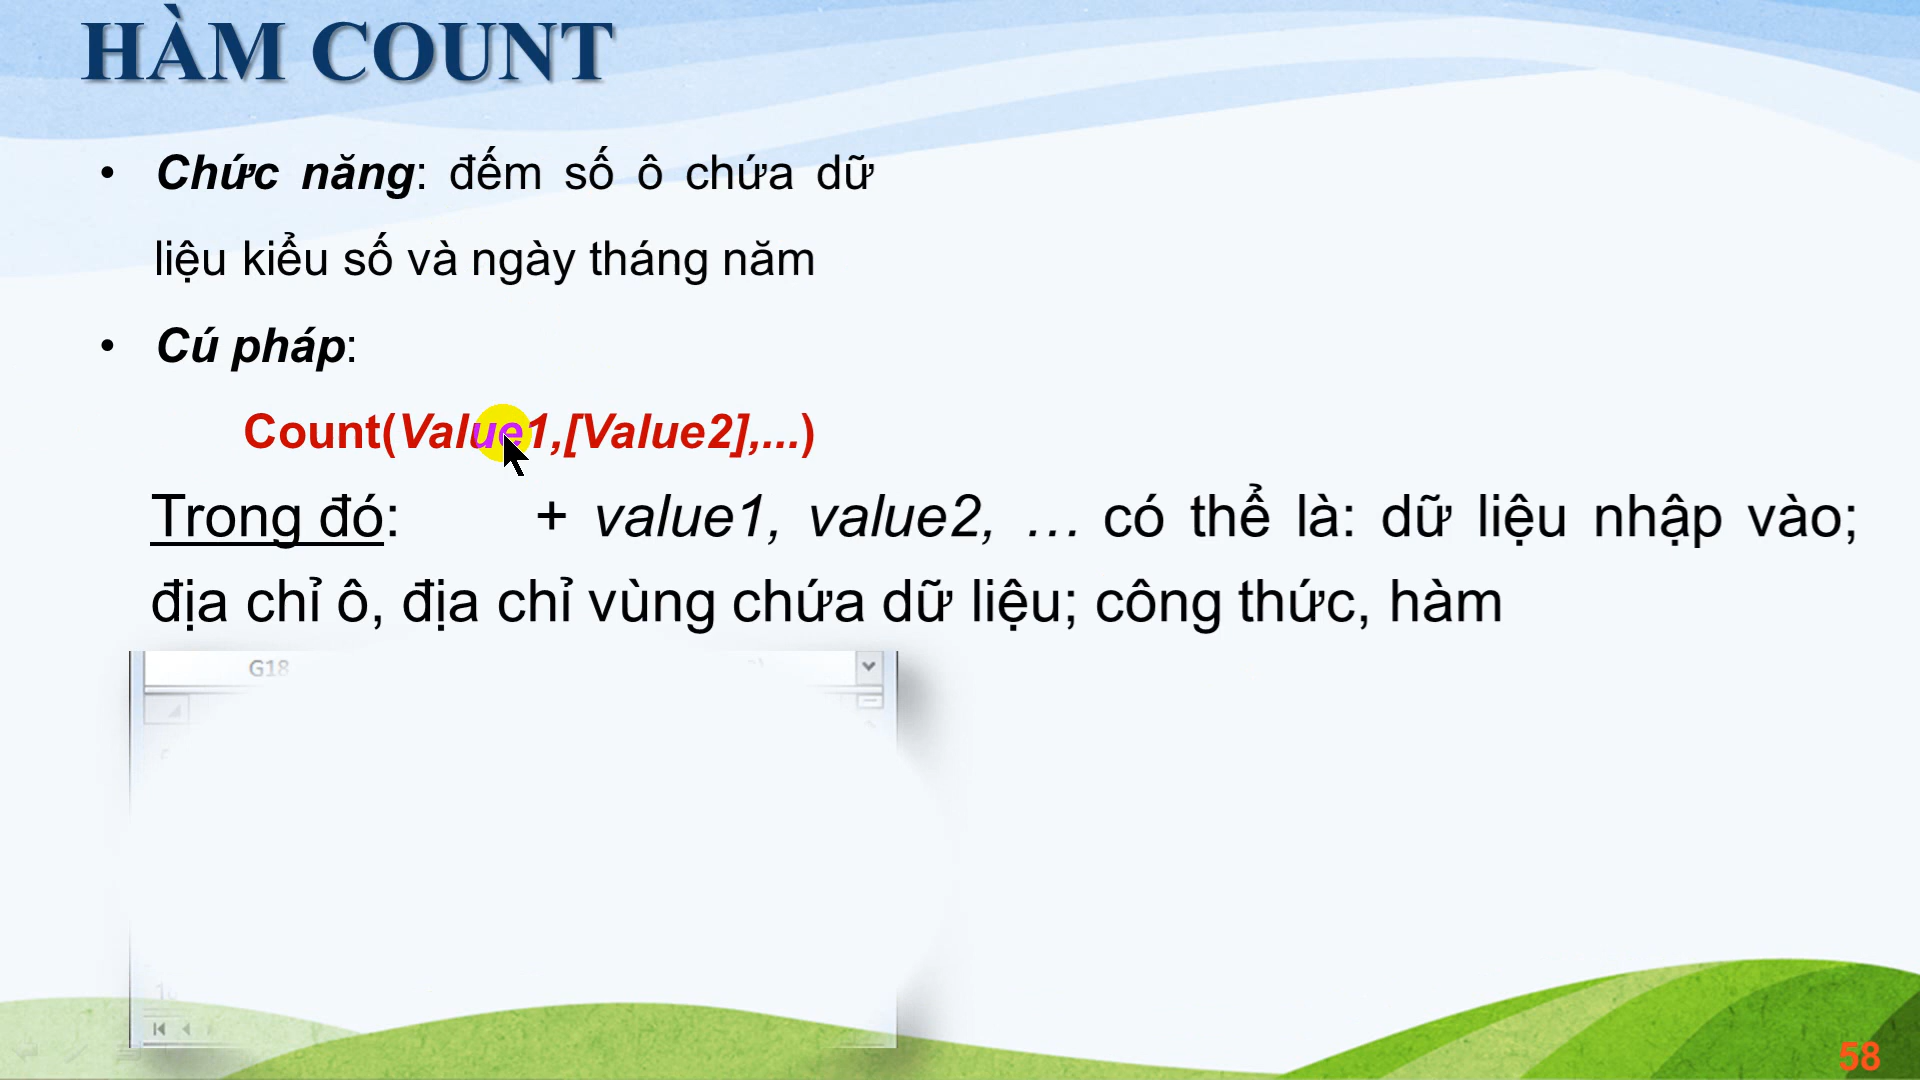 HÀM COUNT
• Chức năng: đếm số ô chứa dữ
liệu kiểu số và ngày tháng năm
• Cú pháp:
Count(Value1,[Value2],...)
Trong đó: + value1, value2, … có thể là: dữ liệu nhập vào;
địa chỉ ô, địa chỉ vùng chứa dữ liệu; công thức, hàm
G18
58